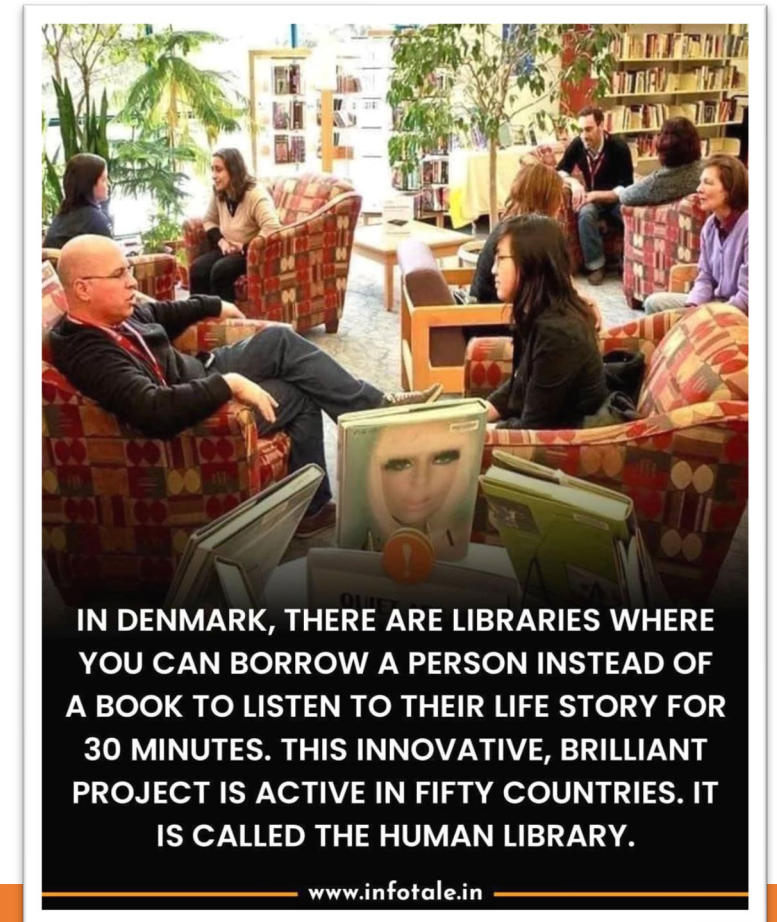 IN DENMARK, THERE ARE LIBRARIES WHERE
YOU CAN BORROW A PERSON INSTEAD OF
A BOOK TO LISTEN TO THEIR LIFE STORY FOR
30 MINUTES. THIS INNOVATIVE, BRILLIANT
PROJECT IS ACTIVE IN FIFTY COUNTRIES. IT
IS CALLED THE HUMAN LIBRARY.
www.infotale.in